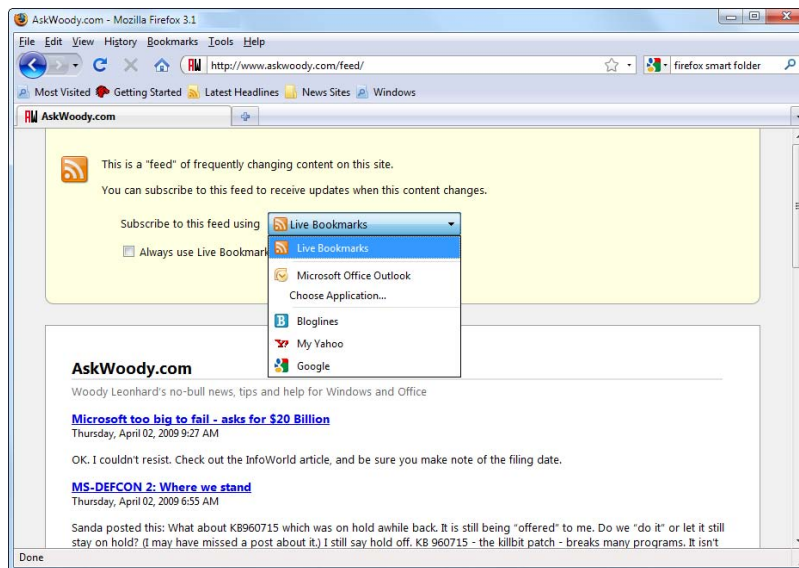 AskWoody.com - Mozilla Firefox 3.1
File Edit View History Bookmarks Tools Help
http://www.askwoody.com/feed/
firefox smart folder
Most Visited Getting Started Latest Headlines News Sites Windows
AskWoody.com
This is a "feed" of frequently changing content on this site.
You can subscribe to this feed to receive updates when this content changes.
Subscribe to this feed using Live Bookmarks
Always use Live Bookmark
Live Bookmarks
Microsoft Office Outlook
Choose Application...
Bloglines
My Yahoo
Google
AskWoody.com
Woody Leonhard's no-bull news, tips and help for Windows and Office
Microsoft too big to fail - asks for $20 Billion
Thursday, April 02, 2009 9:27 AM
OK. I couldn't resist. Check out the InfoWorld article, and be sure you make note of the filing date.
MS-DEFCON 2: Where we stand
Thursday, April 02, 2009 6:55 AM
Sanda posted this: What about KB960715 which was on hold awhile back. It is still being "offered" to me. Do we "do it" or let it still
stay on hold? (I may have missed a post about it.) I still say hold off. KB 960715 - the killbit patch - breaks many programs. It isn't
Done